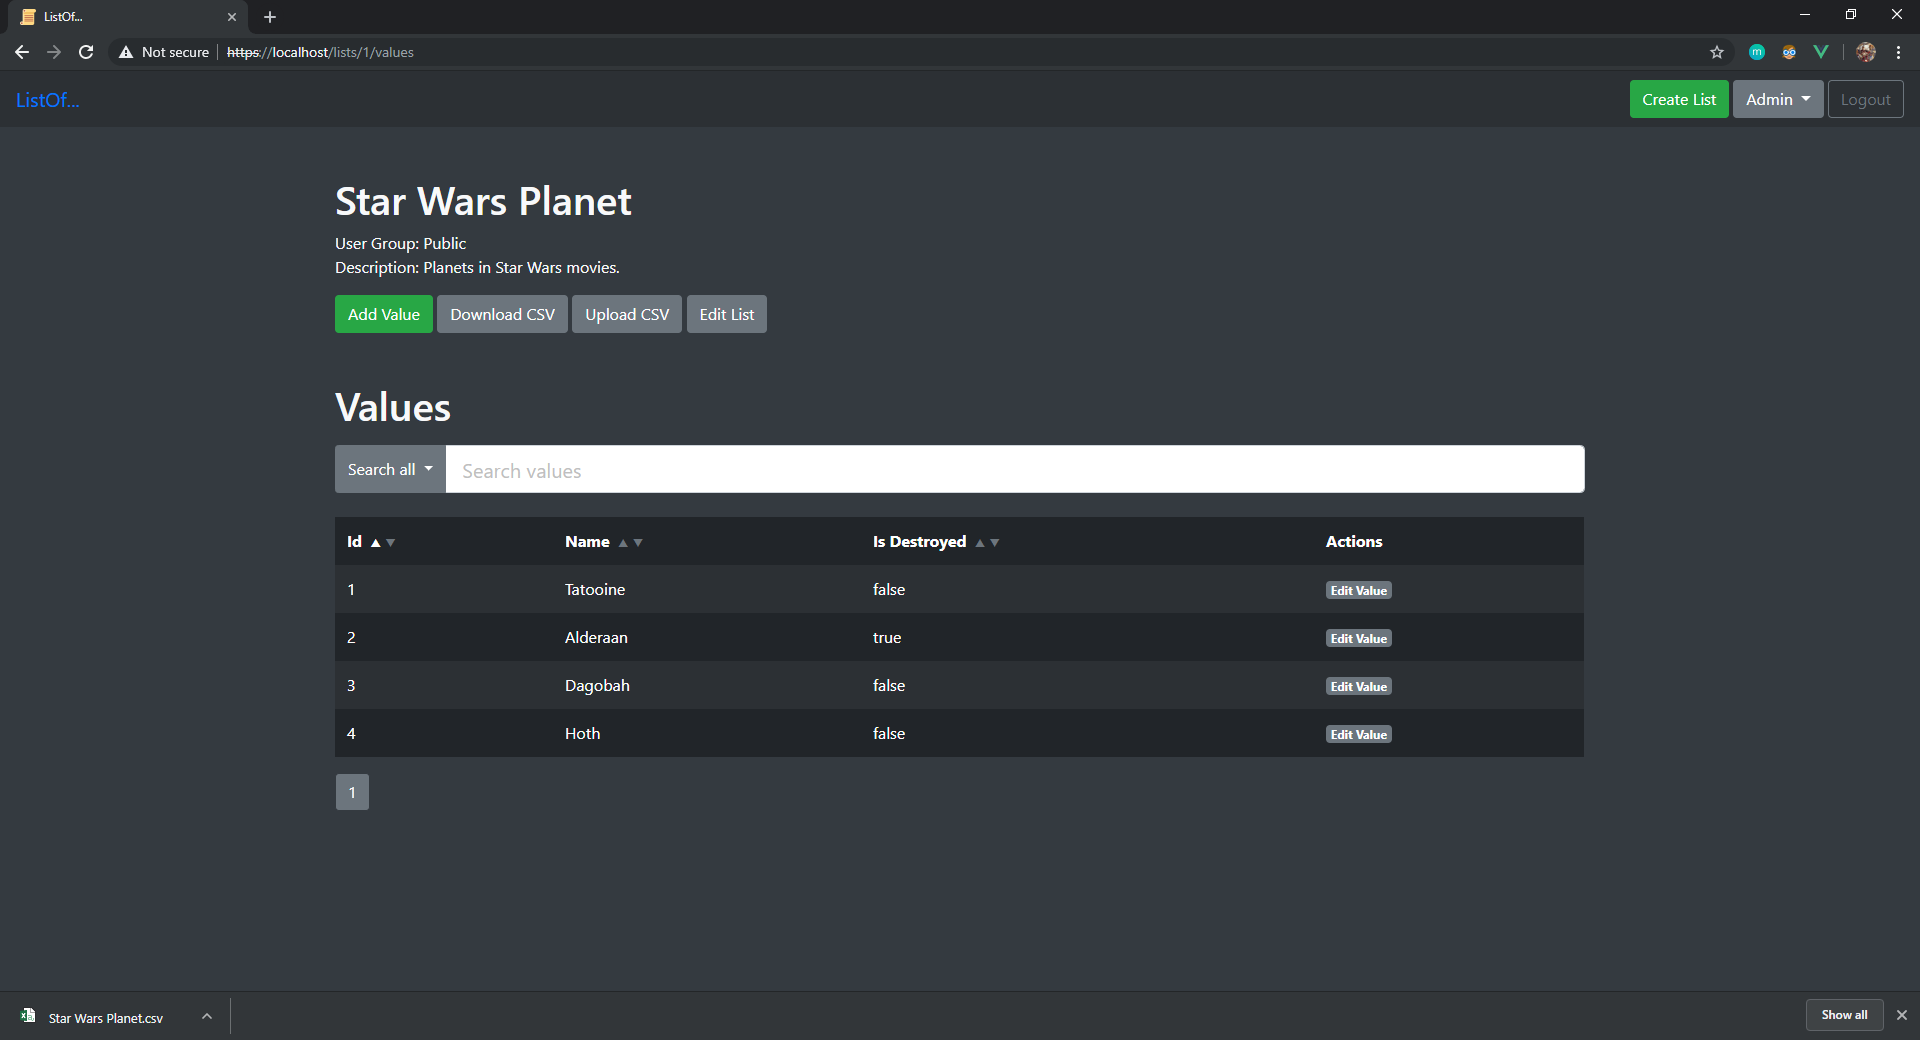 ListOf...
Not secure https://localhost/lists/1/values
ListOf...
Create List Admin Logout
Star Wars Planet
User Group: Public
Description: Planets in Star Wars movies.
Add Value Download CSV Upload CSV Edit List
Values
Search all Search values
Id Name Is Destroyed Actions
1 Tatooine false Edit Value
2 Alderaan true Edit Value
3 Dagobah false Edit Value
4 Hoth false Edit Value
1
Star Wars Planet.csv Show all